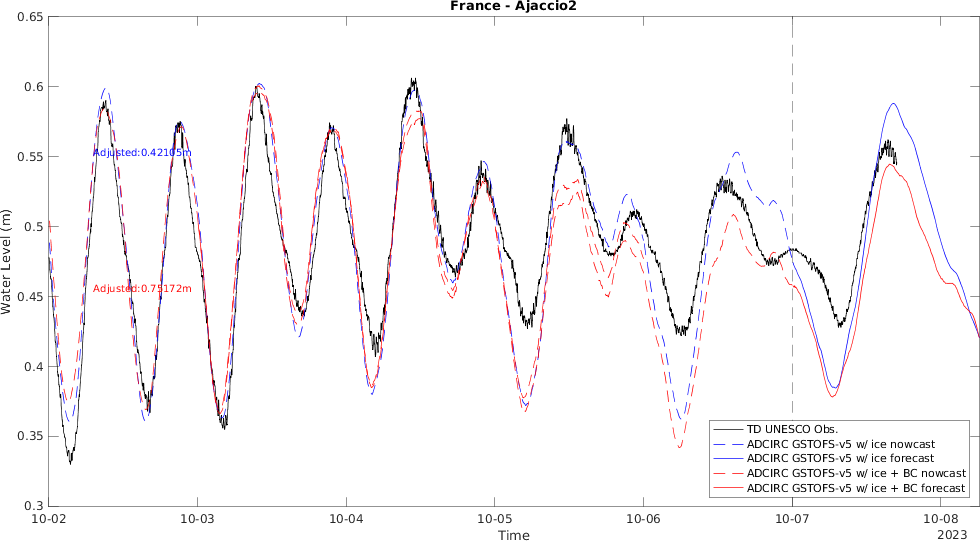 France - Ajaccio2
0.65
0.6
0.55
0.5
0.45
0.4
0.35
0.3
Water Level (m)
Adjusted:0.42105m
Adjusted:0.75172m
TD UNESCO Obs.
ADCIRC GSTOFS-v5 w/ ice nowcast
ADCIRC GSTOFS-v5 w/ ice forecast
ADCIRC GSTOFS-v5 w/ ice + BC nowcast
ADCIRC GSTOFS-v5 w/ ice + BC forecast
10-02 10-03 10-04 10-05 10-06 10-07 10-08
Time
2023